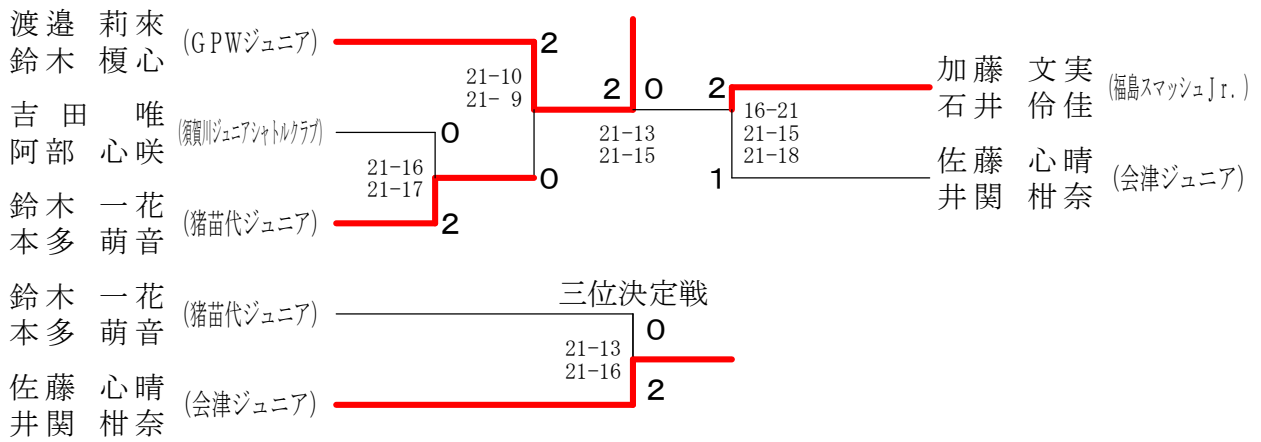 渡邉 莉來
鈴木 榎心
(GPWジュニア)
2
21-10
21- 9
吉田 唯
阿部 心咲
(須賀川ジュニアシャトルクラブ)
0
21-16
21-17
0
鈴木 一花
本多 萌音
(猪苗代ジュニア)
2
2 0
21-13
21-15
2
16-21
21-15
21-18
1
加藤 文実
石井 伶佳
(福島スマッシュJr.)
佐藤 心晴
井関 柑奈
(会津ジュニア)
三位決定戦
鈴木 一花
本多 萌音
(猪苗代ジュニア)
0
21-13
21-16
2
佐藤 心晴
井関 柑奈
(会津ジュニア)